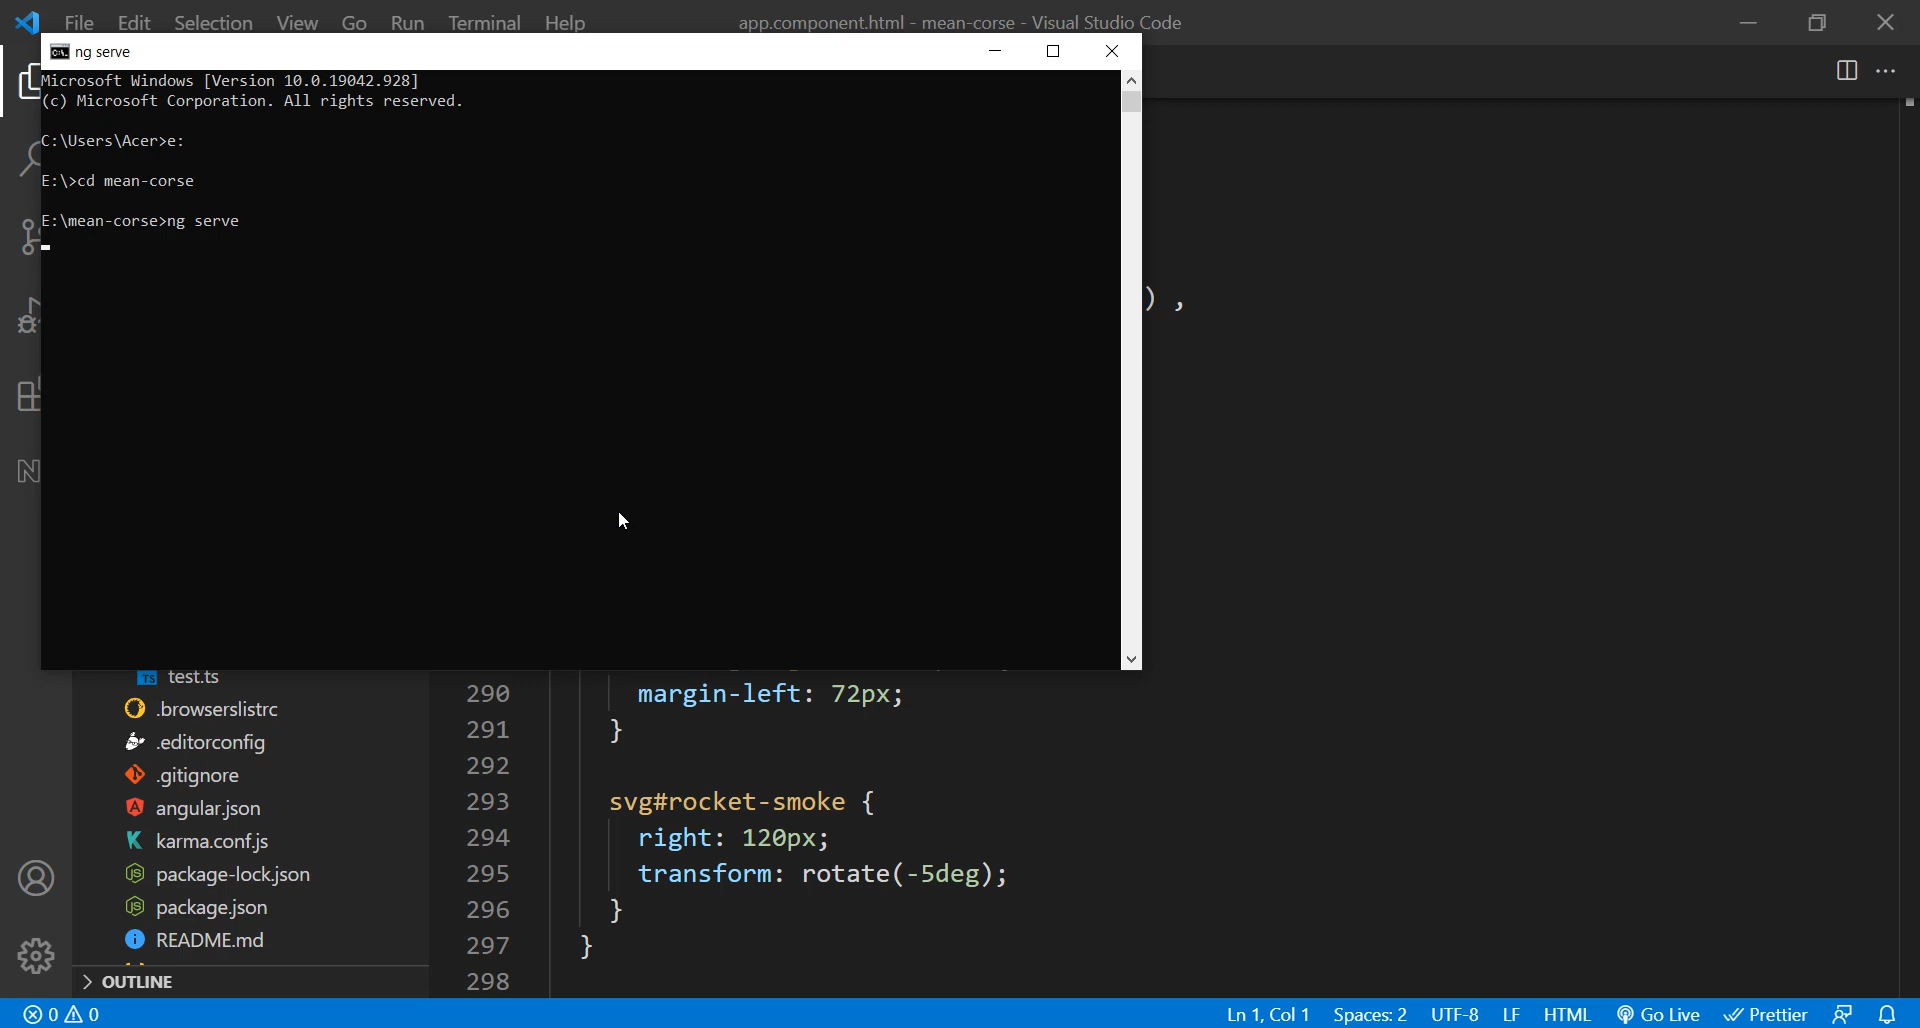 File Edit Selection View Go Run Terminal Help app.component.html - mean-corse - Visual Studio Code
ng serve
Microsoft Windows [Version 10.0.19042.928]
(c) Microsoft Corporation. All rights reserved.
C:\Users\Acer>e:
E:\>cd mean-corse
E:\mean-corse>ng serve
) ,
test.ts
.browserslistrc
.editorconfig
.gitignore
angular.json
karma.conf.js
package-lock.json
package.json
README.md
OUTLINE
290 margin-left: 72px;
291 }
292
293 svg#rocket-smoke {
294 right: 120px;
295 transform: rotate(-5deg);
296 }
297 }
298
0 0 Ln 1, Col 1 Spaces: 2 UTF-8 LF HTML Go Live Prettier